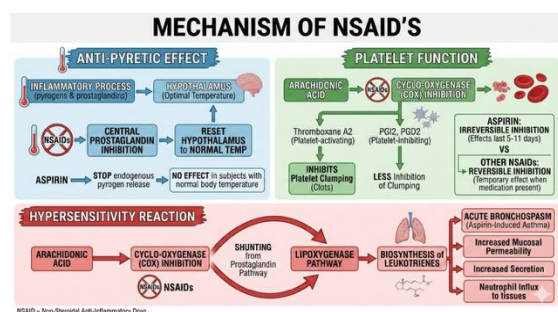 MECHANISM OF NSAID'S
ANTI-PYRETIC EFFECT
INFLAMMATORY PROCESS
(pyrogens & prostaglandins)
HYPOTHALAMUS
(Optimal Temperature)
NSAIDs
CENTRAL
PROSTAGLANDIN
INHIBITION
RESET
HYPOTHALAMUS
to NORMAL TEMP
ASPIRIN
STOP endogenous
pyrogen release
NO EFFECT in subjects with
normal body temperature
PLATELET FUNCTION
ARACHIDONIC
ACID
NSAIDs
CYCLO-OXYGENASE
(COX) INHIBITION
Thromboxane A2
(Platelet-activating)
PGI2, PGD2
(Platelet-Inhibiting)
INHIBITS
Platelet Clumping
(Clots)
LESS Inhibition
of Clumping
ASPIRIN:
IRREVERSIBLE INHIBITION
(Effects last 5-11 days)
VS
OTHER NSAIDs:
REVERSIBLE INHIBITION
(Temporary effect when
medication present)
HYPERSENSITIVITY REACTION
ARACHIDONIC
ACID
CYCLO-OXYGENASE
(COX) INHIBITION
NSAIDs
NSAIDs
SHUNTING
from
Prostaglandin
Pathway
LIPOXYGENASE
PATHWAY
BIOSYNTHESIS of
LEUKOTRIENES
ACUTE BRONCHOSPASM
(Aspirin-Induced Asthma)
Increased Mucosal
Permeability
Increased Secretion
Neutrophil Influx
to tissues
NSAID = Non-Steroidal Anti-Inflammatory Drug